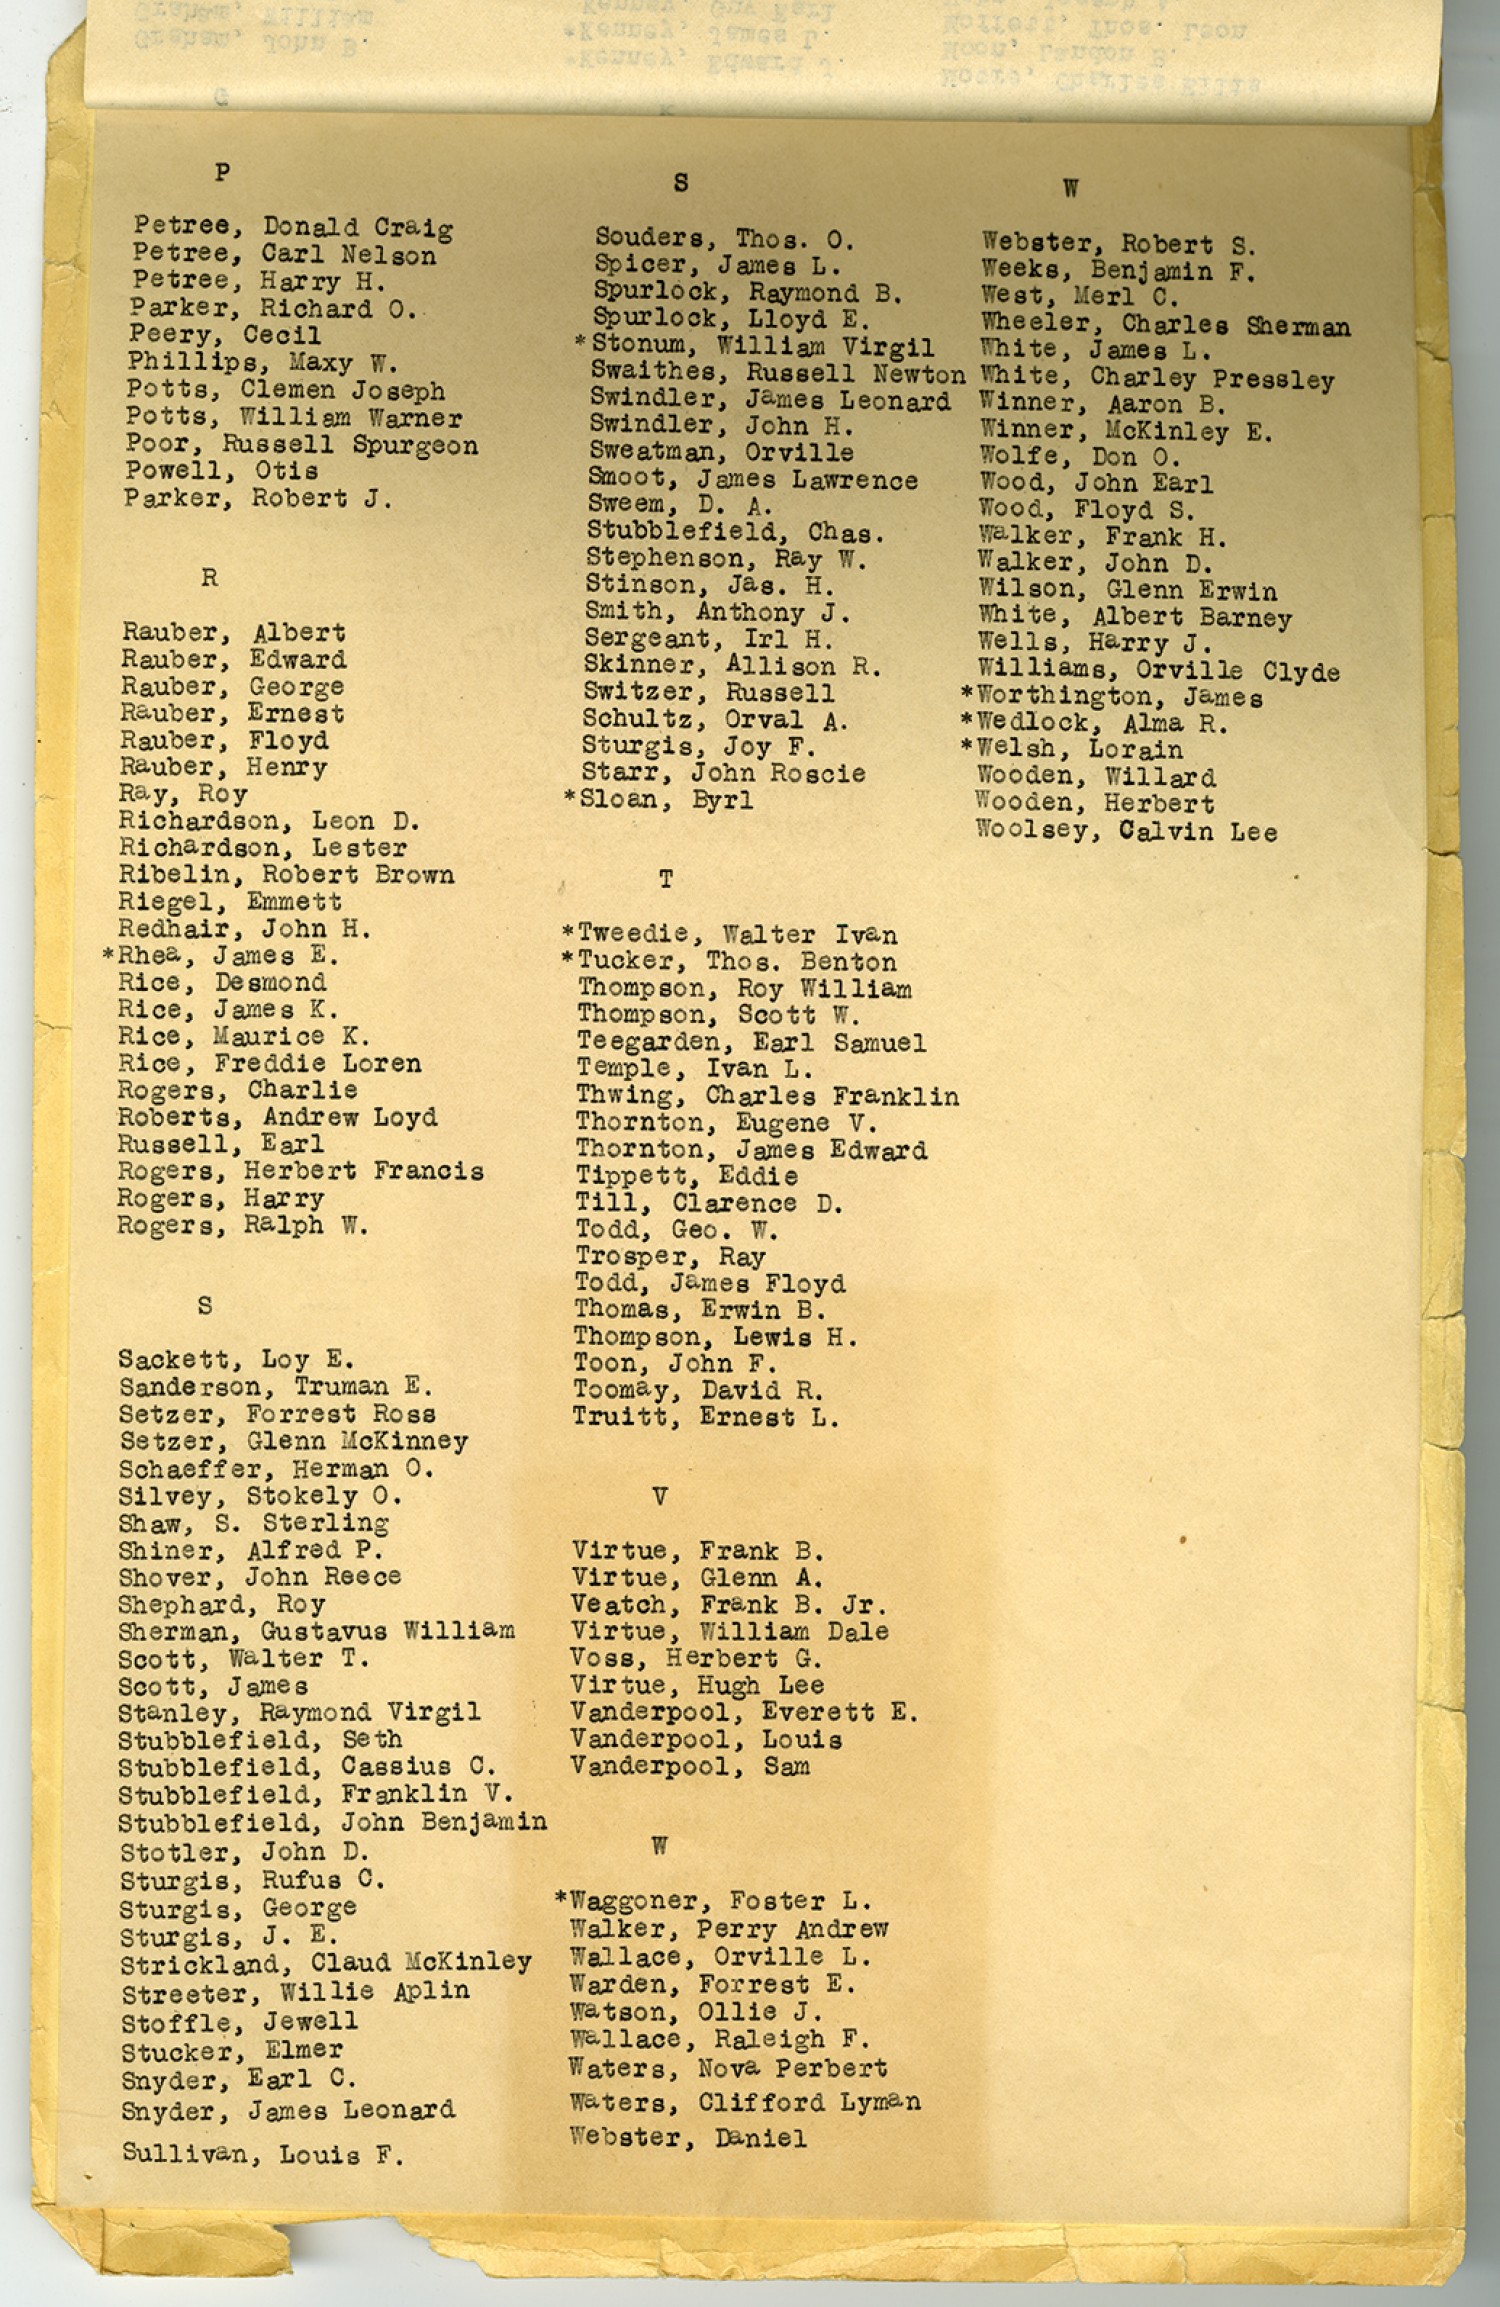 P
Petree, Donald Craig
Petree, Carl Nelson
Petree, Harry H.
Parker, Richard O.
Peery, Cecil
Phillips, Maxy W.
Potts, Clemen Joseph
Potts, William Warner
Poor, Russell Spurgeon
Powell, Otis
Parker, Robert J.
R
Rauber, Albert
Rauber, Edward
Rauber, George
Rauber, Ernest
Rauber, Floyd
Rauber, Henry
Ray, Roy
Richardson, Leon D.
Richardson, Lester
Ribelin, Robert Brown
Riegel, Emmett
Redhair, John H.
*Rhea, James E.
Rice, Desmond
Rice, James K.
Rice, Maurice K.
Rice, Freddie Loren
Rogers, Charlie
Roberts, Andrew Loyd
Russell, Earl
Rogers, Herbert Francis
Rogers, Harry
Rogers, Ralph W.
S
Sackett, Loy E.
Sanderson, Truman E.
Setzer, Forrest Ross
Setzer, Glenn McKinney
Schaeffer, Herman O.
Silvey, Stokely O.
Shaw, S. Sterling
Shiner, Alfred P.
Shover, John Reece
Shephard, Roy
Sherman, Gustavus William
Scott, Walter T.
Scott, James
Stanley, Raymond Virgil
Stubblefield, Seth
Stubblefield, Cassius C.
Stubblefield, Franklin V.
Stubblefield, John Benjamin
Stotler, John D.
Sturgis, Rufus C.
Sturgis, George
Sturgis, J. E.
Strickland, Claud McKinley
Streeter, Willie Aplin
Stoffle, Jewell
Stucker, Elmer
Snyder, Earl C.
Snyder, James Leonard
Sullivan, Louis F.
S
Souders, Thos. O.
Spicer, James L.
Spurlock, Raymond B.
Spurlock, Lloyd E.
*Stonum, William Virgil
Swaithes, Russell Newton
Swindler, James Leonard
Swindler, John H.
Sweatman, Orville
Smoot, James Lawrence
Sweem, D. A.
Stubblefield, Chas.
Stephenson, Ray W.
Stinson, Jas. H.
Smith, Anthony J.
Sergeant, Irl H.
Skinner, Allison R.
Switzer, Russell
Schultz, Orval A.
Sturgis, Joy F.
Starr, John Roscie
*Sloan, Byrl
T
*Tweedie, Walter Ivan
*Tucker, Thos. Benton
Thompson, Roy William
Thompson, Scott W.
Teegarden, Earl Samuel
Temple, Ivan L.
Thwing, Charles Franklin
Thornton, Eugene V.
Thornton, James Edward
Tippett, Eddie
Till, Clarence D.
Todd, Geo. W.
Trosper, Ray
Todd, James Floyd
Thomas, Erwin B.
Thompson, Lewis H.
Toon, John F.
Toomay, David R.
Truitt, Ernest L.
V
Virtue, Frank B.
Virtue, Glenn A.
Veatch, Frank B. Jr.
Virtue, William Dale
Voss, Herbert G.
Virtue, Hugh Lee
Vanderpool, Everett E.
Vanderpool, Louis
Vanderpool, Sam
W
*Waggoner, Foster L.
Walker, Perry Andrew
Wallace, Orville L.
Warden, Forrest E.
Watson, Ollie J.
Wallace, Raleigh F.
Waters, Nova Perbert
Waters, Clifford Lyman
Webster, Daniel
W
Webster, Robert S.
Weeks, Benjamin F.
West, Merl C.
Wheeler, Charles Sherman
White, James L.
White, Charley Pressley
Winner, Aaron B.
Winner, McKinley E.
Wolfe, Don O.
Wood, John Earl
Wood, Floyd S.
Walker, Frank H.
Walker, John D.
Wilson, Glenn Erwin
White, Albert Barney
Wells, Harry J.
Williams, Orville Clyde
*Worthington, James
*Wedlock, Alma R.
*Welsh, Lorain
Wooden, Willard
Wooden, Herbert
Woolsey, Calvin Lee